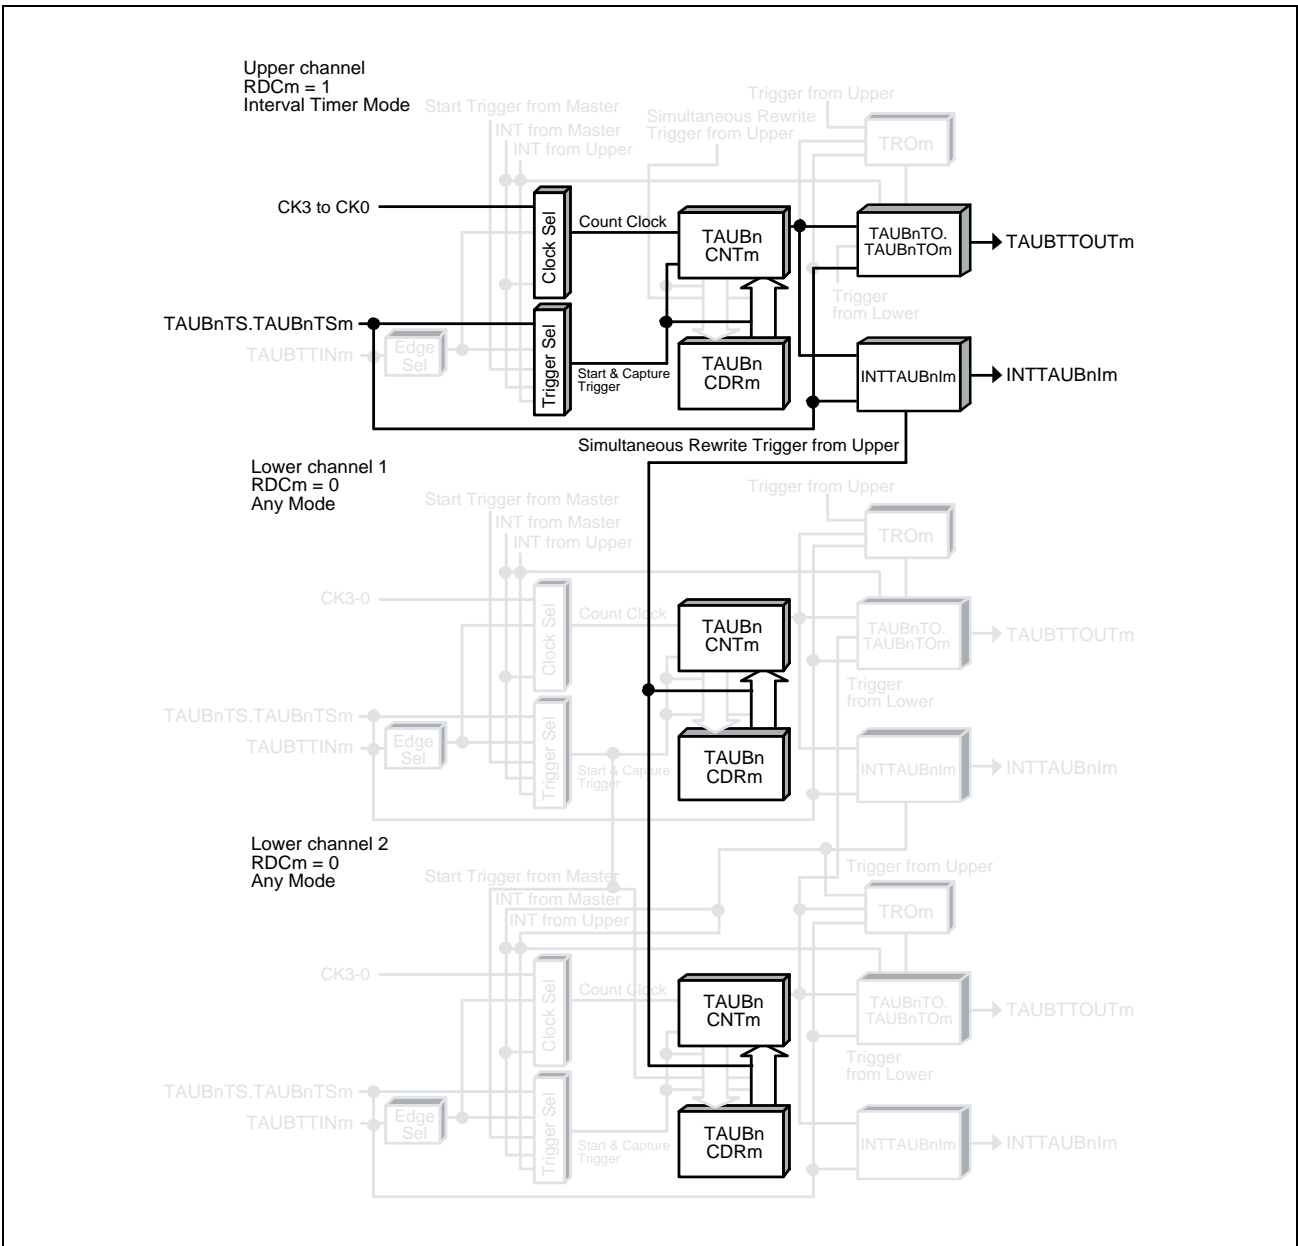 Upper channel
RDCm = 1
Interval Timer Mode
Start Trigger from Master
INT from Master
INT from Upper
Simultaneous Rewrite
Trigger from Upper
Trigger from Upper
TROm
CK3 to CK0
Clock Sel
Count Clock
TAUBn
CNTm
TAUBnTO.
TAUBnTOm
TAUBTTOUTm
Trigger
from Lower
TAUBnTS.TAUBnTSm
TAUBTTINm
Edge
Sel
Trigger Sel
Start & Capture
Trigger
TAUBn
CDRm
INTTAUBnIm
INTTAUBnIm
Simultaneous Rewrite Trigger from Upper
Lower channel 1
RDCm = 0
Any Mode
Start Trigger from Master
INT from Master
INT from Upper
Trigger from Upper
TROm
CK3-0
Clock Sel
Count Clock
TAUBn
CNTm
TAUBnTO.
TAUBnTOm
TAUBTTOUTm
Trigger
from Lower
TAUBnTS.TAUBnTSm
TAUBTTINm
Edge
Sel
Trigger Sel
Start & Capture
Trigger
TAUBn
CDRm
INTTAUBnIm
INTTAUBnIm
Lower channel 2
RDCm = 0
Any Mode
Start Trigger from Master
INT from Master
INT from Upper
Trigger from Upper
TROm
CK3-0
Clock Sel
Count Clock
TAUBn
CNTm
TAUBnTO.
TAUBnTOm
TAUBTTOUTm
Trigger
from Lower
TAUBnTS.TAUBnTSm
TAUBTTINm
Edge
Sel
Trigger Sel
Start & Capture
Trigger
TAUBn
CDRm
INTTAUBnIm
INTTAUBnIm